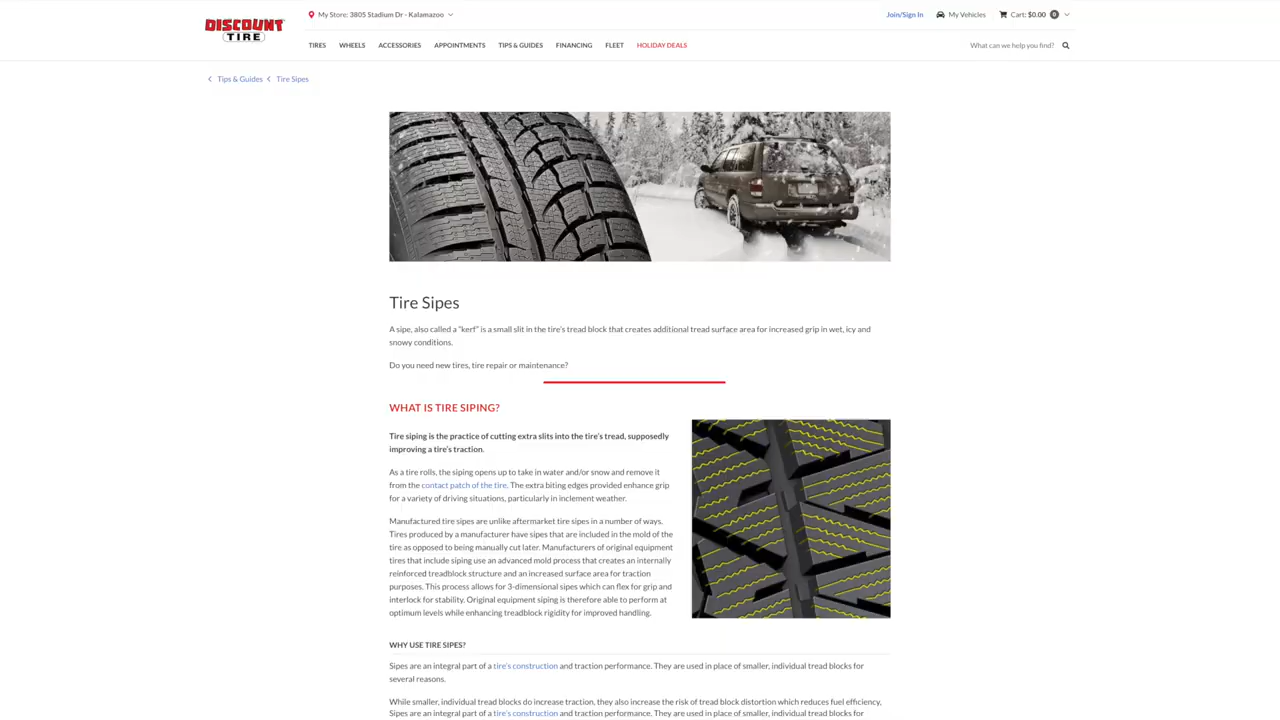 DISCOUNT
TIRE
My Store: 3805 Stadium Dr - Kalamazoo
Join/Sign In
My Vehicles
Cart: $0.00 0
TIRES WHEELS ACCESSORIES APPOINTMENTS TIPS & GUIDES FINANCING FLEET HOLIDAY DEALS
What can we help you find?
Tips & Guides Tire Sipes
Tire Sipes
A sipe, also called a "kerf" is a small slit in the tire's tread block that creates additional tread surface area for increased grip in wet, icy and
snowy conditions.
Do you need new tires, tire repair or maintenance?
WHAT IS TIRE SIPING?
Tire siping is the practice of cutting extra slits into the tire's tread, supposedly
improving a tire's traction.
As a tire rolls, the siping opens up to take in water and/or snow and remove it
from the contact patch of the tire. The extra biting edges provided enhance grip
for a variety of driving situations, particularly in inclement weather.
Manufactured tire sipes are unlike aftermarket tire sipes in a number of ways.
Tires produced by a manufacturer have sipes that are included in the mold of the
tire as opposed to being manually cut later. Manufacturers of original equipment
tires that include siping use an advanced mold process that creates an internally
reinforced treadblock structure and an increased surface area for traction
purposes. This process allows for 3-dimensional sipes which can flex for grip and
interlock for stability. Original equipment siping is therefore able to perform at
optimum levels while enhancing treadblock rigidity for improved handling.
WHY USE TIRE SIPES?
Sipes are an integral part of a tire's construction and traction performance. They are used in place of smaller, individual tread blocks for
several reasons.
While smaller, individual tread blocks do increase traction, they also increase the risk of tread block distortion which reduces fuel efficiency,
Sipes are an integral part of a tire's construction and traction performance. They are used in place of smaller, individual tread blocks for